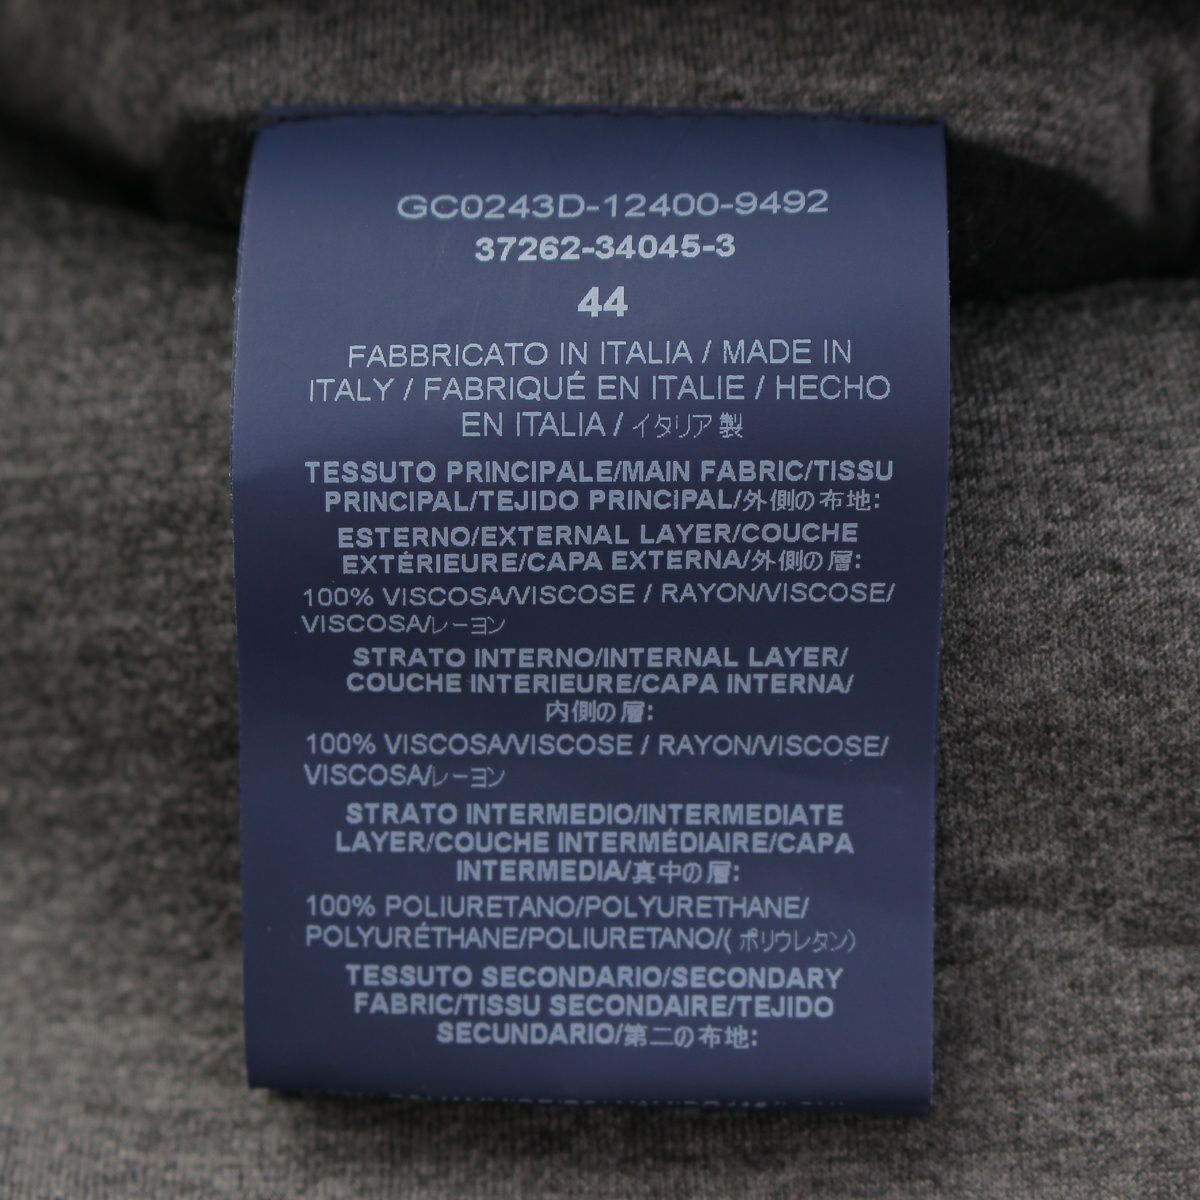 GC0243D-12400-9492
37262-34045-3
44
FABBRICATO IN ITALIA / MADE IN
ITALY / FABRIQUÉ EN ITALIE / HECHO
EN ITALIA / イタリア製
TESSUTO PRINCIPALE/MAIN FABRIC/TISSU
PRINCIPAL/TEJIDO PRINCIPAL/外側の布地:
ESTERNO/EXTERNAL LAYER/COUCHE
EXTÉRIEURE/CAPA EXTERNA/外側の層:
100% VISCOSA/VISCOSE / RAYON/VISCOSE/
VISCOSA/レーヨン
STRATO INTERNO/INTERNAL LAYER/
COUCHE INTERIEURE/CAPA INTERNA/
内側の層:
100% VISCOSA/VISCOSE / RAYON/VISCOSE/
VISCOSA/レーヨン
STRATO INTERMEDIO/INTERMEDIATE
LAYER/COUCHE INTERMÉDIAIRE/CAPA
INTERMEDIA/真中の層:
100% POLIURETANO/POLYURETHANE/
POLYURÉTHANE/POLIURETANO/( ポリウレタン)
TESSUTO SECONDARIO/SECONDARY
FABRIC/TISSU SECONDAIRE/TEJIDO
SECUNDARIO/第二の布地: